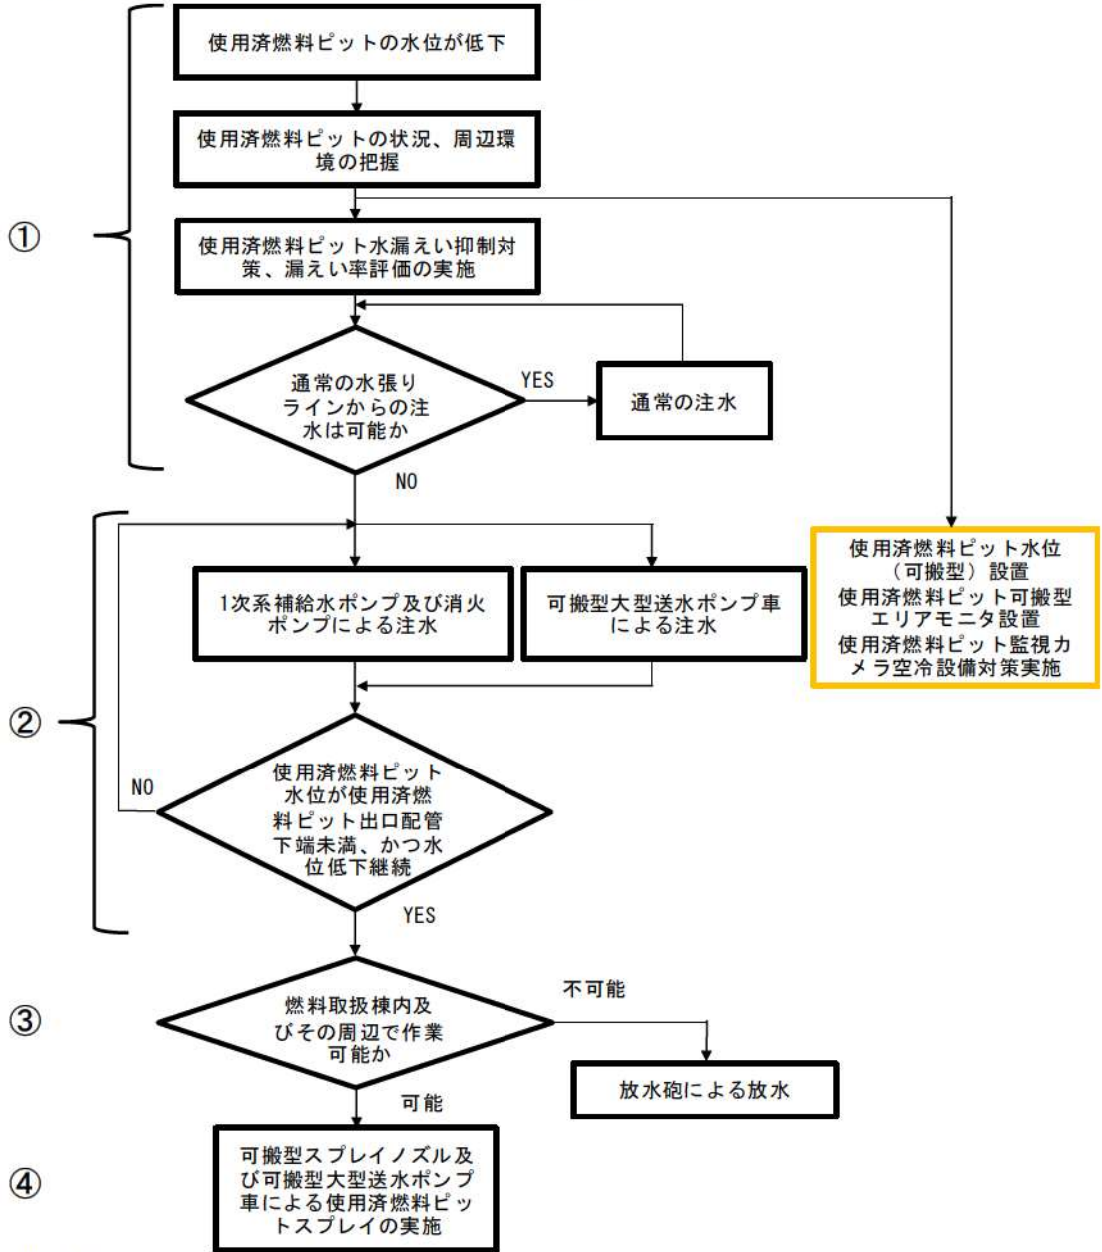 使用済燃料ピットの水位が低下
使用済燃料ピットの状況、周辺環
境の把握
①
使用済燃料ピット水漏えい抑制対
策、漏えい率評価の実施
通常の水張り
ラインからの注
水は可能か
YES
通常の注水
NO
②
1次系補給水ポンプ及び消火
ポンプによる注水
可搬型大型送水ポンプ車
による注水
使用済燃料ピット水位
(可搬型)設置
使用済燃料ピット可搬型
エリアモニタ設置
使用済燃料ピット監視カ
メラ空冷設備対策実施
NO
使用済燃料ピット
水位が使用済燃
料ピット出口配管
下端未満、かつ水
位低下継続
YES
③
燃料取扱棟内及
びその周辺で作業
可能か
不可能
放水砲による放水
可能
④
可搬型スプレイノズル及
び可搬型大型送水ポンプ
車による使用済燃料ピッ
トスプレイの実施